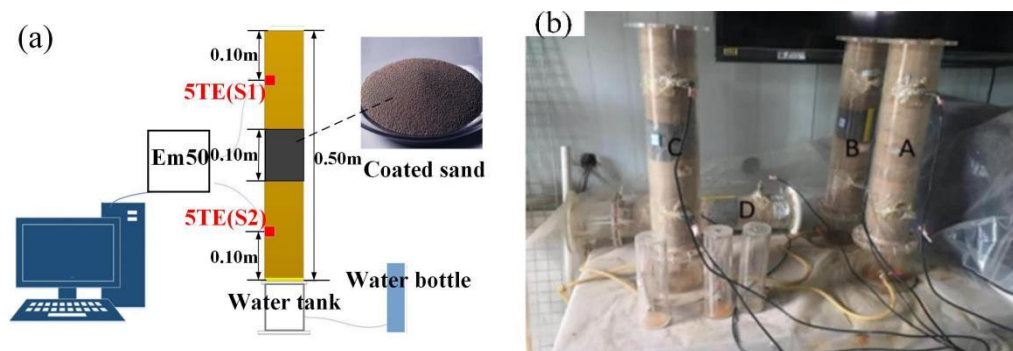 (a)
0.10m
5TE(S1)
Em50
0.10m
0.50m
Coated sand
5TE(S2)
0.10m
Water tank
Water bottle
(b)
C
B
A
D